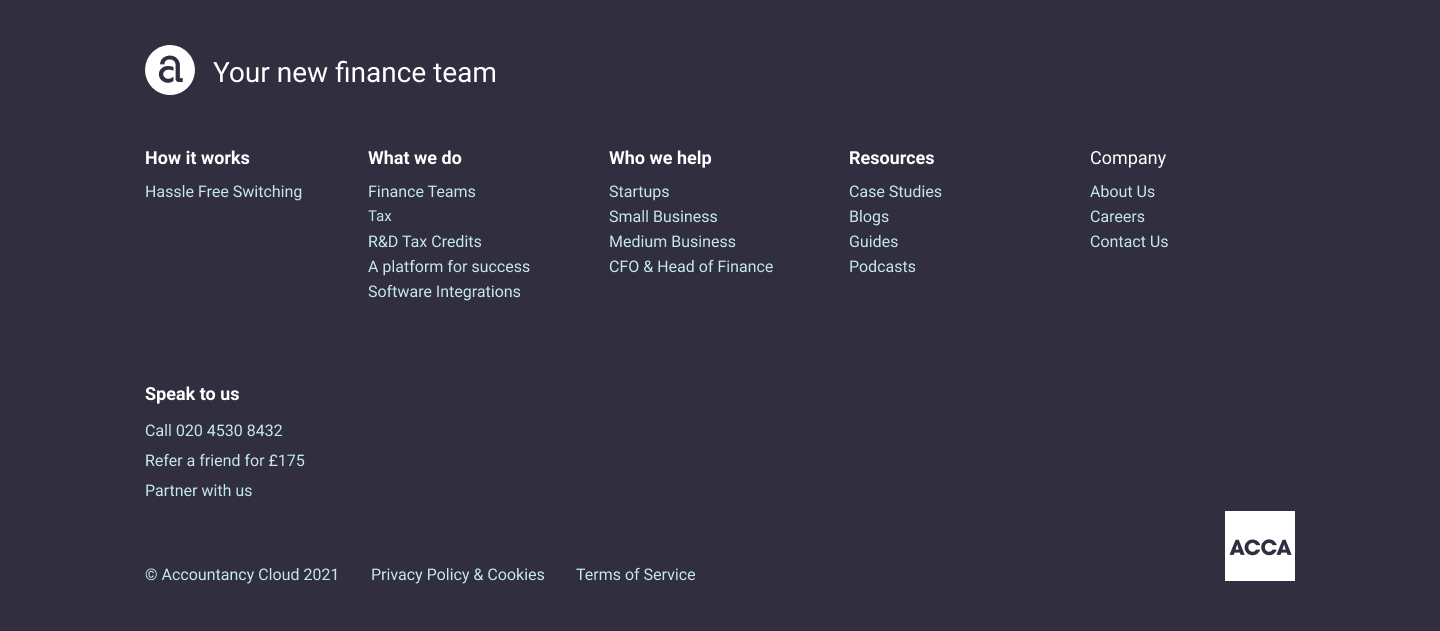 a
Your new finance team
How it works
Hassle Free Switching
What we do
Finance Teams
Tax
R&D Tax Credits
A platform for success
Software Integrations
Who we help
Startups
Small Business
Medium Business
CFO & Head of Finance
Resources
Case Studies
Blogs
Guides
Podcasts
Company
About Us
Careers
Contact Us
Speak to us
Call 020 4530 8432
Refer a friend for £175
Partner with us
© Accountancy Cloud 2021
Privacy Policy & Cookies
Terms of Service
ACCA